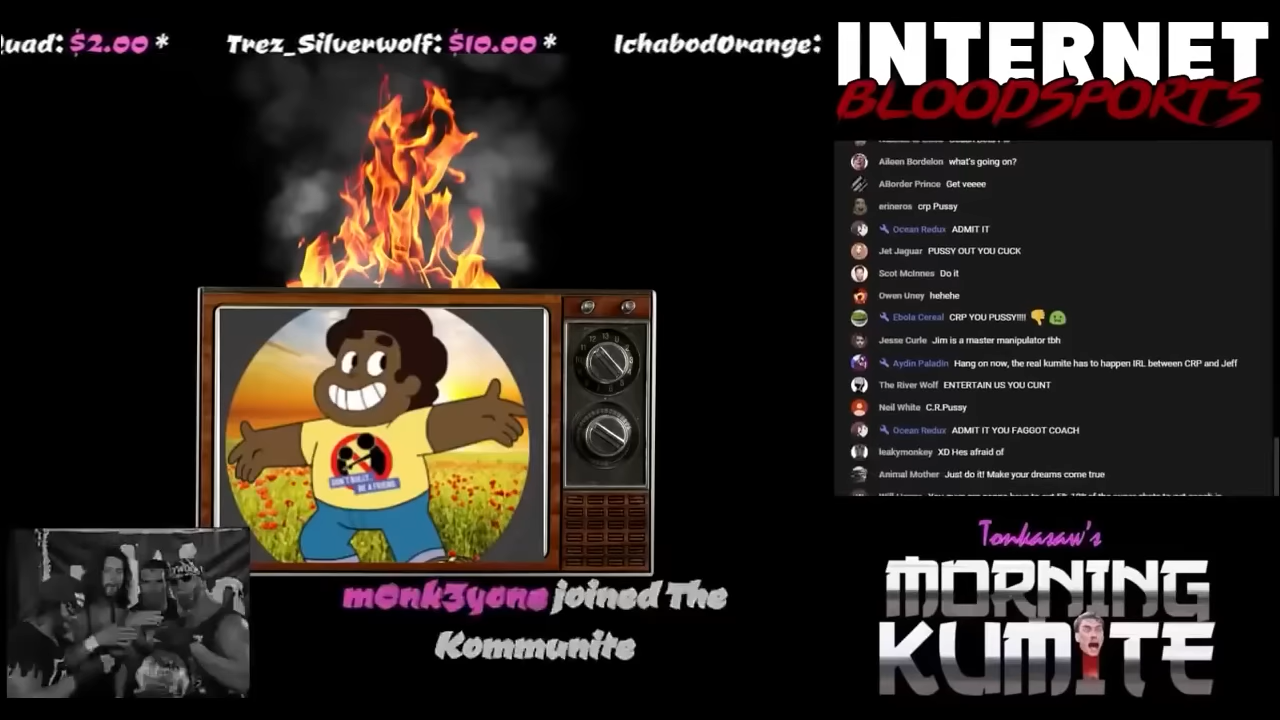 uad: $2.00 * Trez_Silverwolf: $10.00 * IchabodOrange:
INTERNET
BLOODSPORTS
Aileen Bordelon what's going on?
ABorder Prince Get veeee
erineros crp Pussy
Ocean Redux ADMIT IT
Jet Jaguar PUSSY OUT YOU CUCK
Scot McInnes Do it
Owen Uney hehehe
Ebola Cereal CRP YOU PUSSY!!!! 👎🤢
Jesse Curle Jim is a master manipulator tbh
Aydin Paladin Hang on now, the real kumite has to happen IRL between CRP and Jeff
The River Wolf ENTERTAIN US YOU CUNT
Neil White C.R.Pussy
Ocean Redux ADMIT IT YOU FAGGOT COACH
leakymonkey XD Hes afraid of
Animal Mother Just do it! Make your dreams come true
DON'T BULLY...
BE A FRIEND
m0nk3yone joined The
Kommunite
Tonkasaw's
MORNING
KUMITE